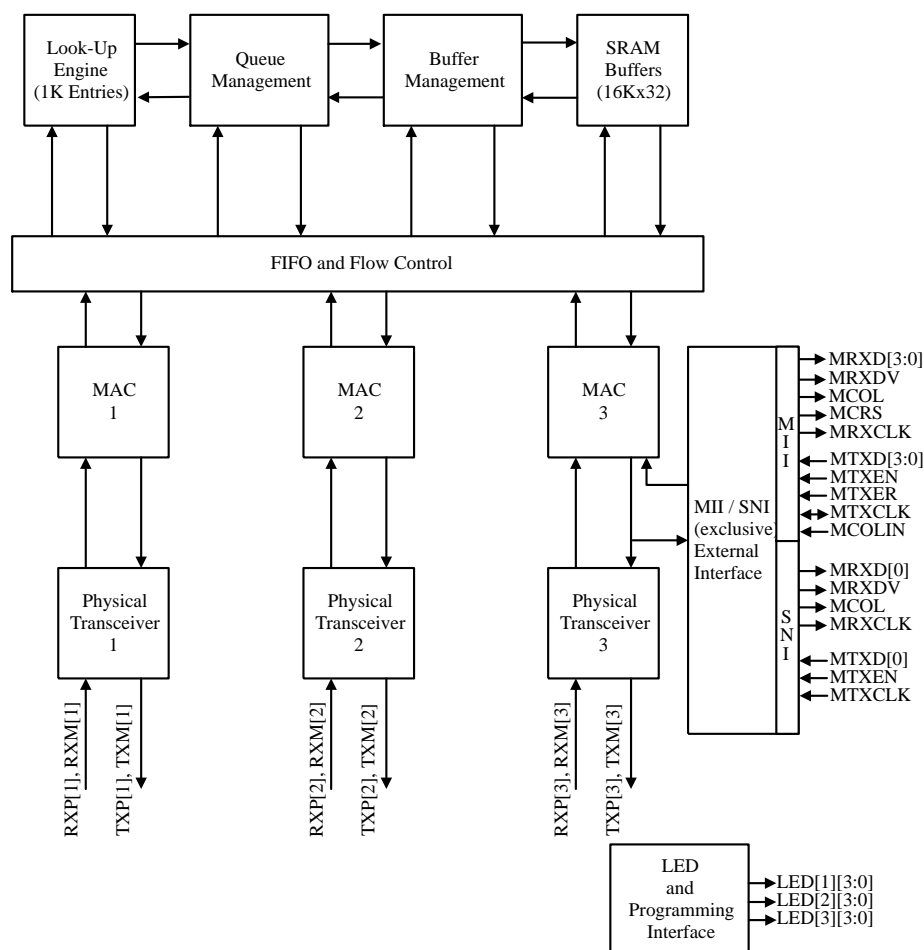 Look-Up
Engine
(1K Entries)
Queue
Management
Buffer
Management
SRAM
Buffers
(16Kx32)
FIFO and Flow Control
MAC
1
MAC
2
MAC
3
MII / SNI
(exclusive)
External
Interface
MII
SNI
MRXD[3:0]
MRXDV
MCOL
MCRS
MRXCLK
MTXD[3:0]
MTXEN
MTXER
MTXCLK
MCOLIN
MRXD[0]
MRXDV
MCOL
MRXCLK
MTXD[0]
MTXEN
MTXCLK
Physical
Transceiver
1
Physical
Transceiver
2
Physical
Transceiver
3
RXP[1], RXM[1]
TXP[1], TXM[1]
RXP[2], RXM[2]
TXP[2], TXM[2]
RXP[3], RXM[3]
TXP[3], TXM[3]
LED
and
Programming
Interface
LED[1][3:0]
LED[2][3:0]
LED[3][3:0]